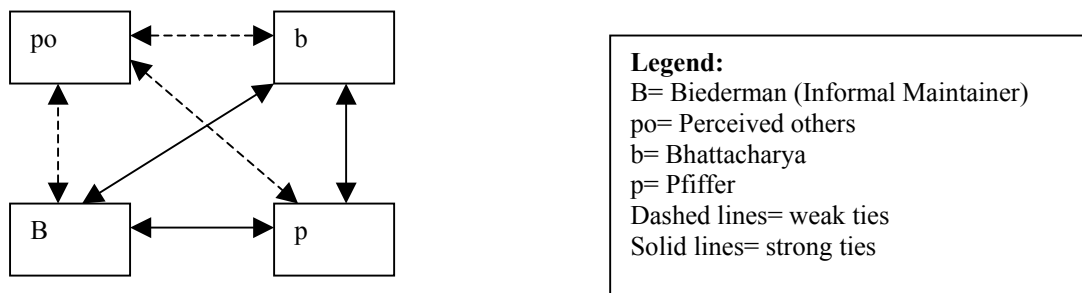 po
b
B
p
Legend:
B= Biederman (Informal Maintainer)
po= Perceived others
b= Bhattacharya
p= Pfiffer
Dashed lines= weak ties
Solid lines= strong ties